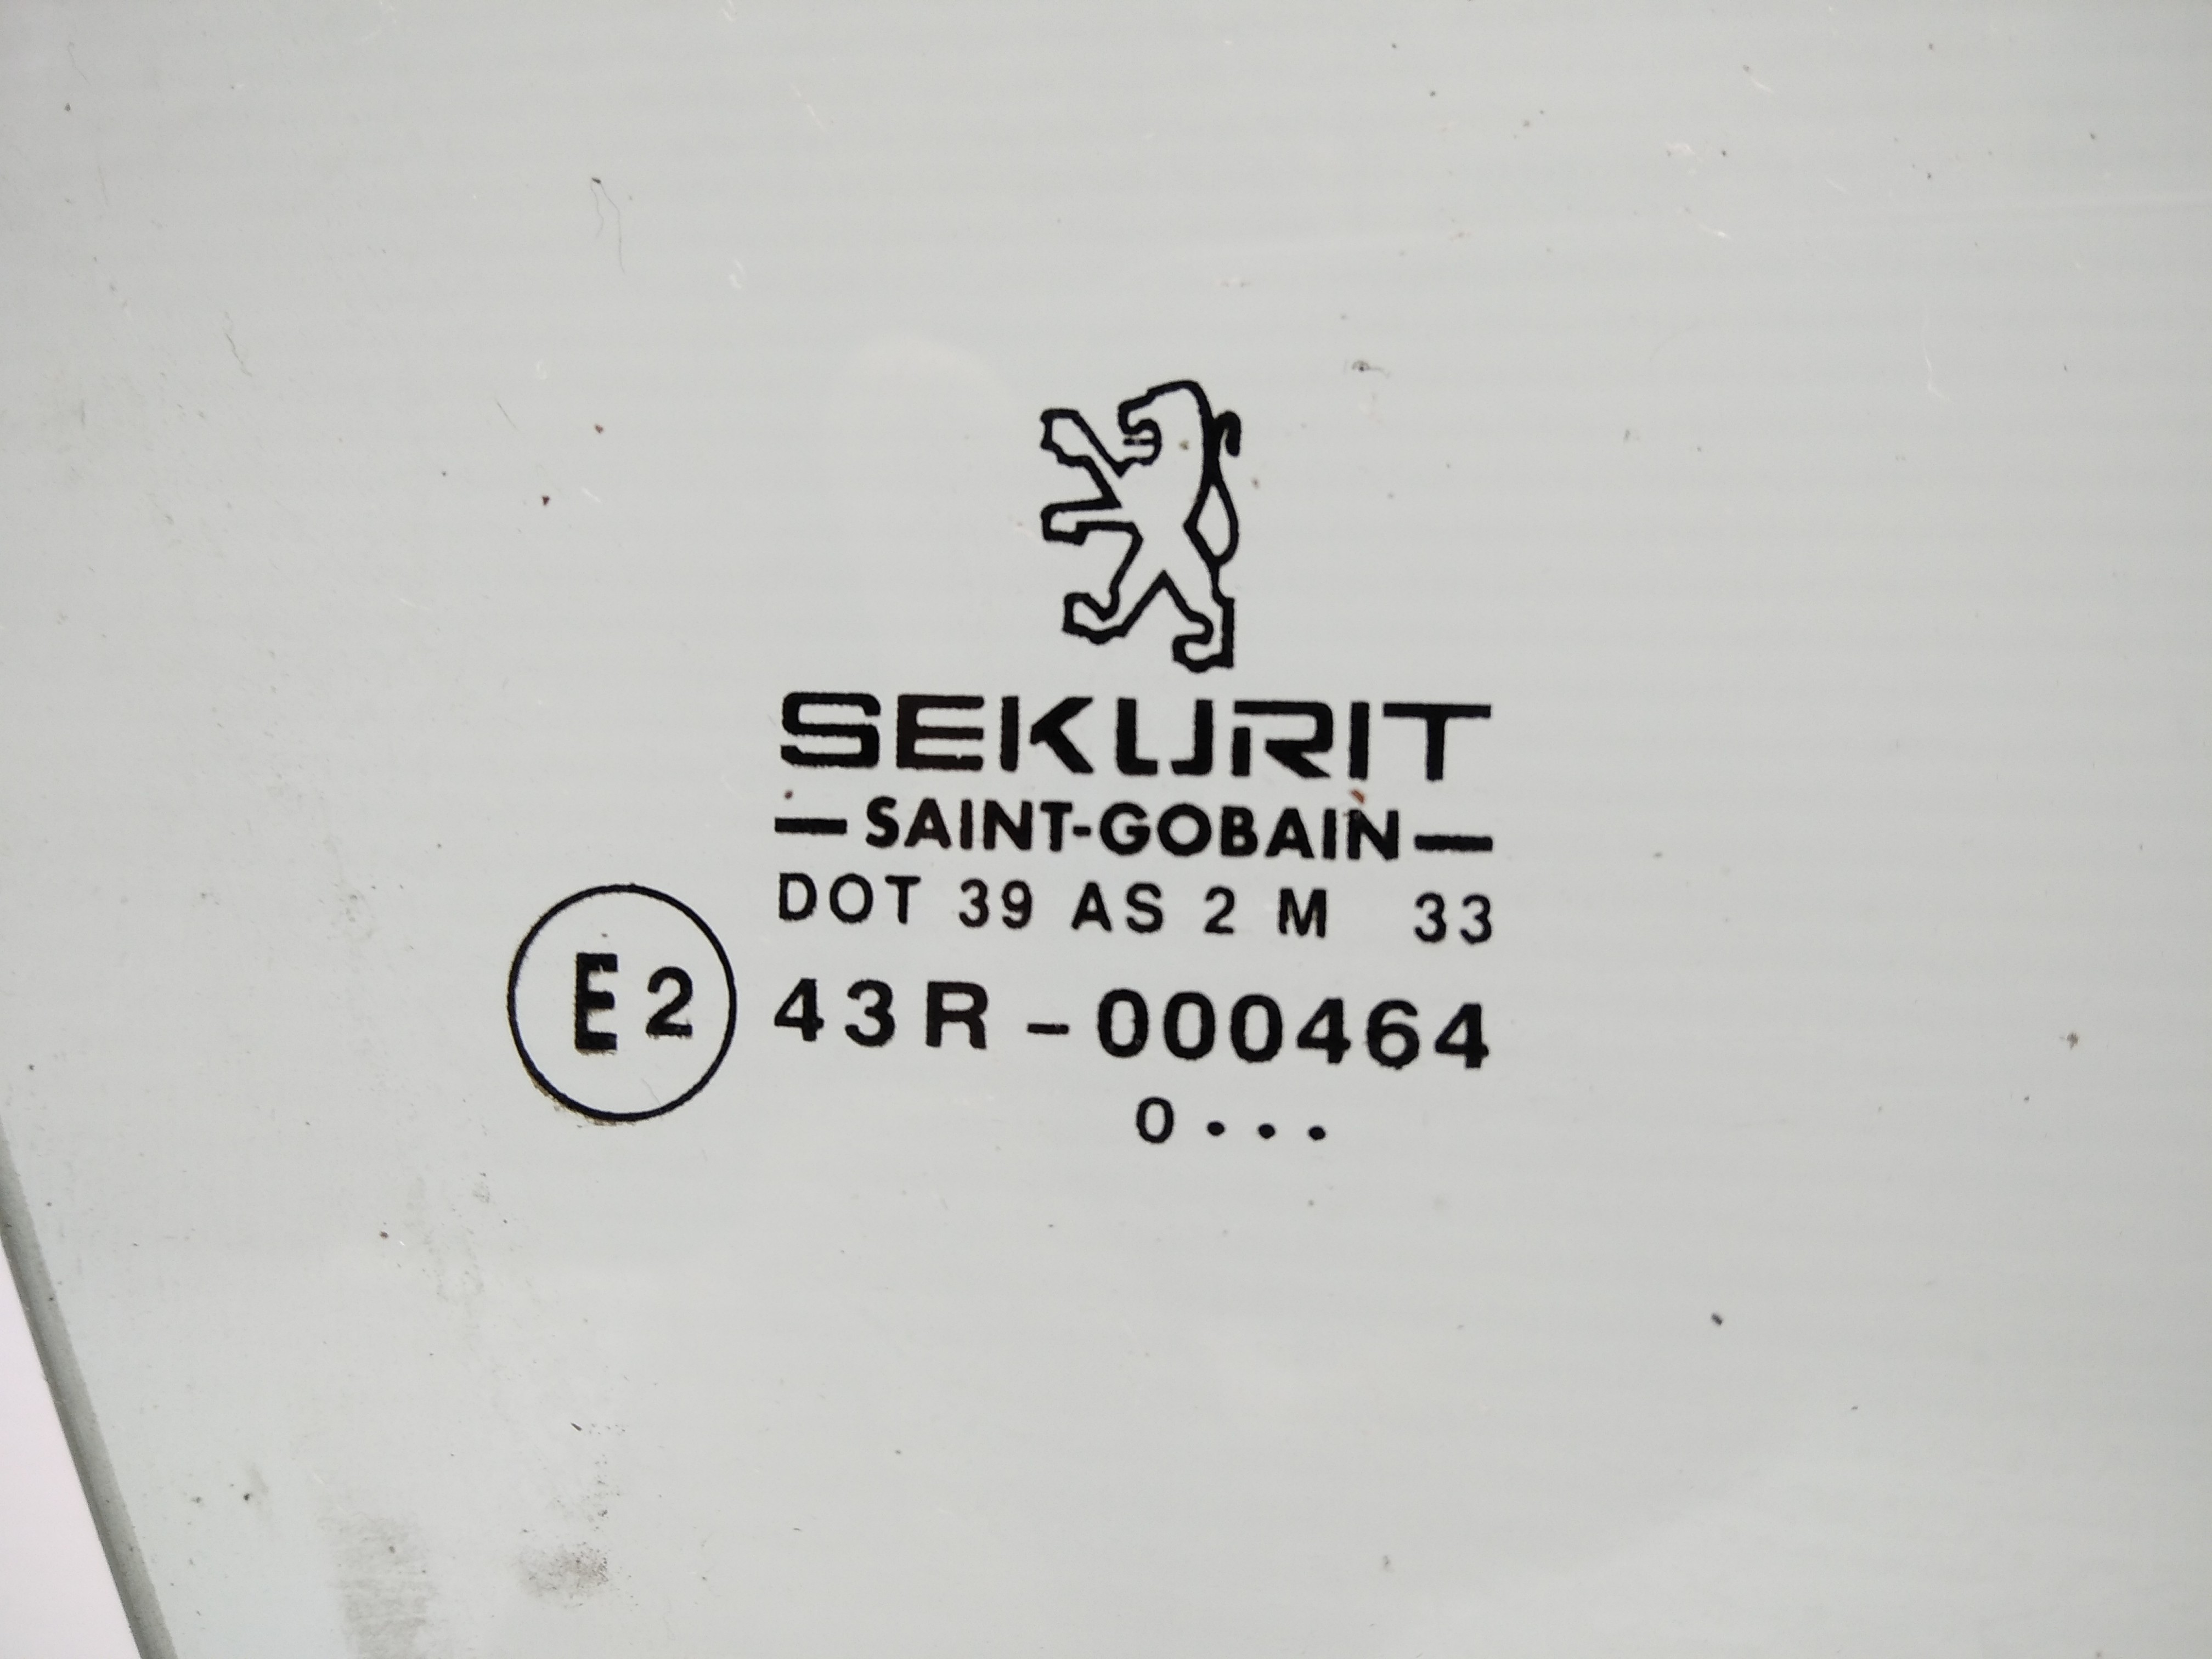 SEKURIT
—SAINT-GOBAIN—
DOT 39 AS 2 M 33
E2 43R-000464
0...